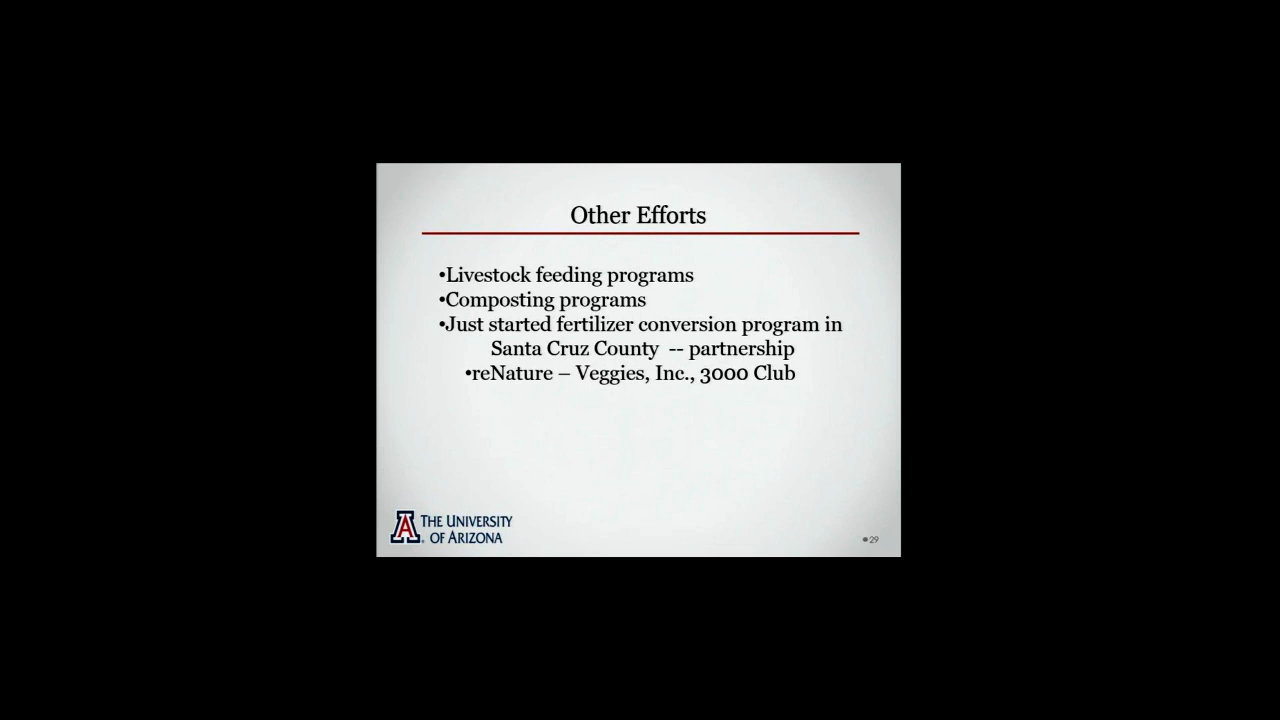 Other Efforts
•Livestock feeding programs
•Composting programs
•Just started fertilizer conversion program in
Santa Cruz County -- partnership
•reNature – Veggies, Inc., 3000 Club
A
THE UNIVERSITY
OF ARIZONA
•29